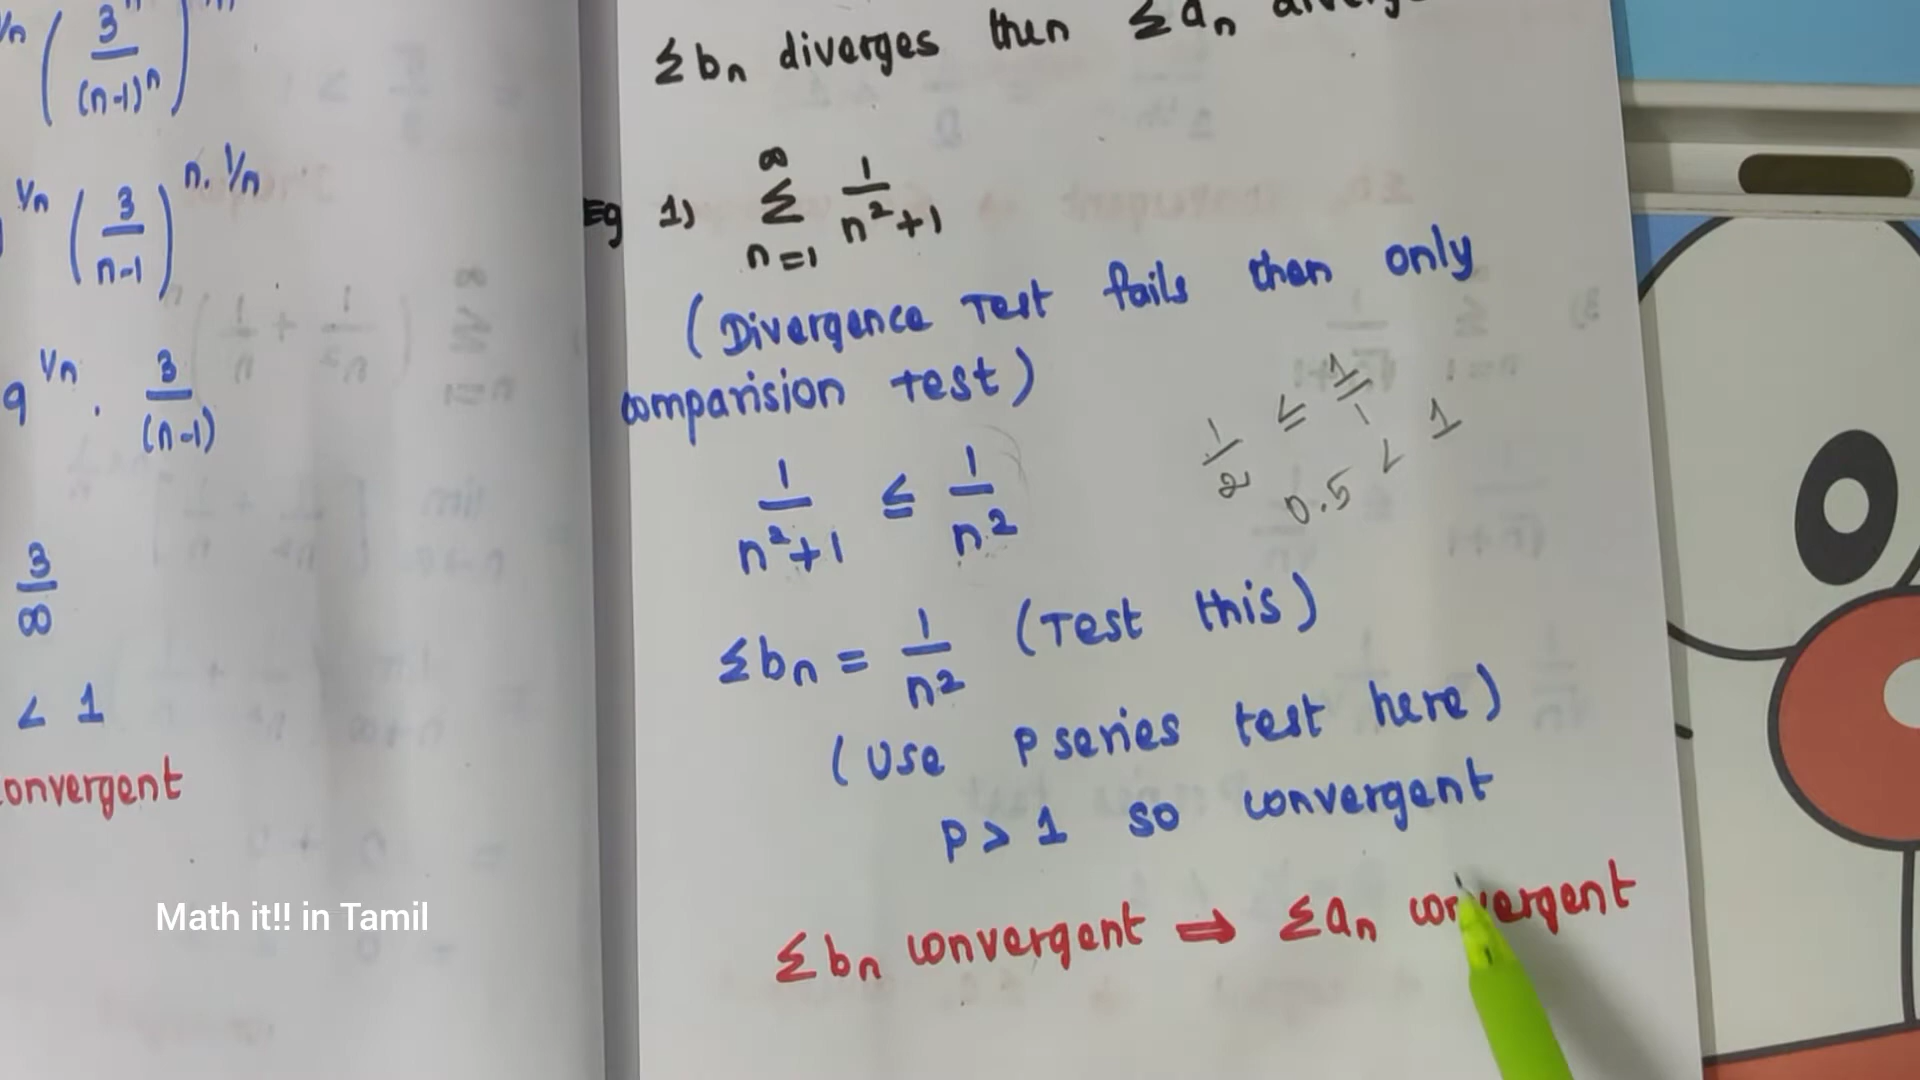 1/n ( 3^n / (n-1)^n )
1/n ( 3 / n-1 )^n. 1/n
9^1/n . 3 / (n-1)
3 / ∞
< 1
onvergent
Σbn diverges then Σan
Eg 1) ∞ Σ n=1 1 / n²+1
(Divergence Test fails then only
comparision test)
1/2 ≤ 1/1
0.5 < 1
1 / n²+1 ≤ 1 / n²
Σbn = 1 / n² (Test this)
(Use P series test here)
P > 1 so convergent
Σbn convergent ⇒ Σan convergent
Math it!! in Tamil